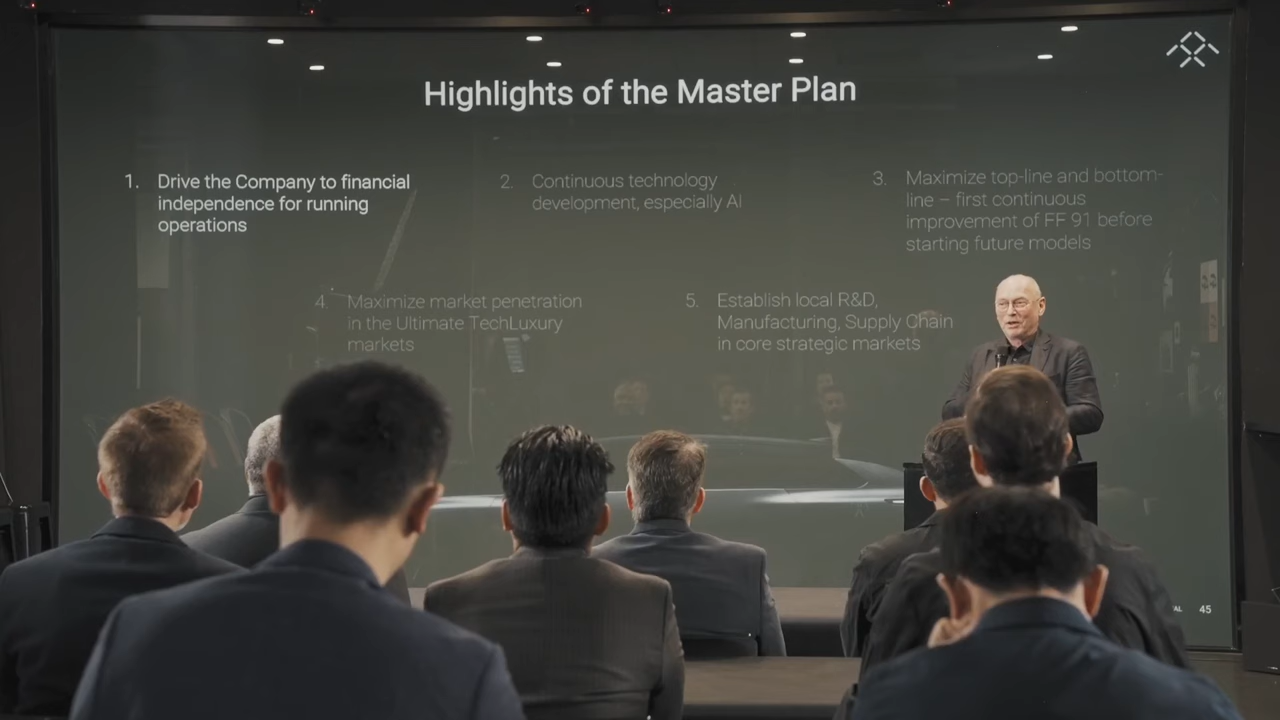 Highlights of the Master Plan
1. Drive the Company to financial
independence for running
operations
2. Continuous technology
development, especially AI
3. Maximize top-line and bottom-
line – first continuous
improvement of FF 91 before
starting future models
4 Maximize market penetration
in the Ultimate TechLuxury
markets
5. Establish local R&D,
Manufacturing, Supply Chain
in core strategic markets
45